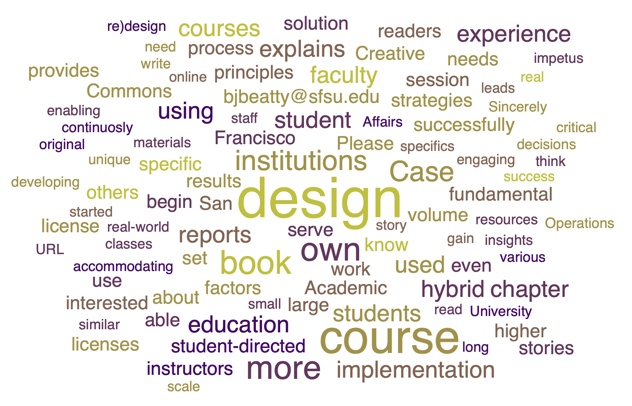 re)design courses solution readers experience
need process explains Creative needs impetus
write
provides online principles faculty session leads real
Commons bjbeatty@sfsu.edu strategies Sincerely
enabling using staff student Affairs successfully critical
continuosly
original materials Francisco Please specifics decisions
unique specific institutions Case engaging think
developing results success
others begin San design fundamental
started story volume resources Operations
license real-world reports serve own know gain insights
URL classes set book
accommodating work used even various
use factors Academic hybrid chapter
interested about small large students read University
similar able education course higher
licenses student-directed long stories
instructors more implementation
scale